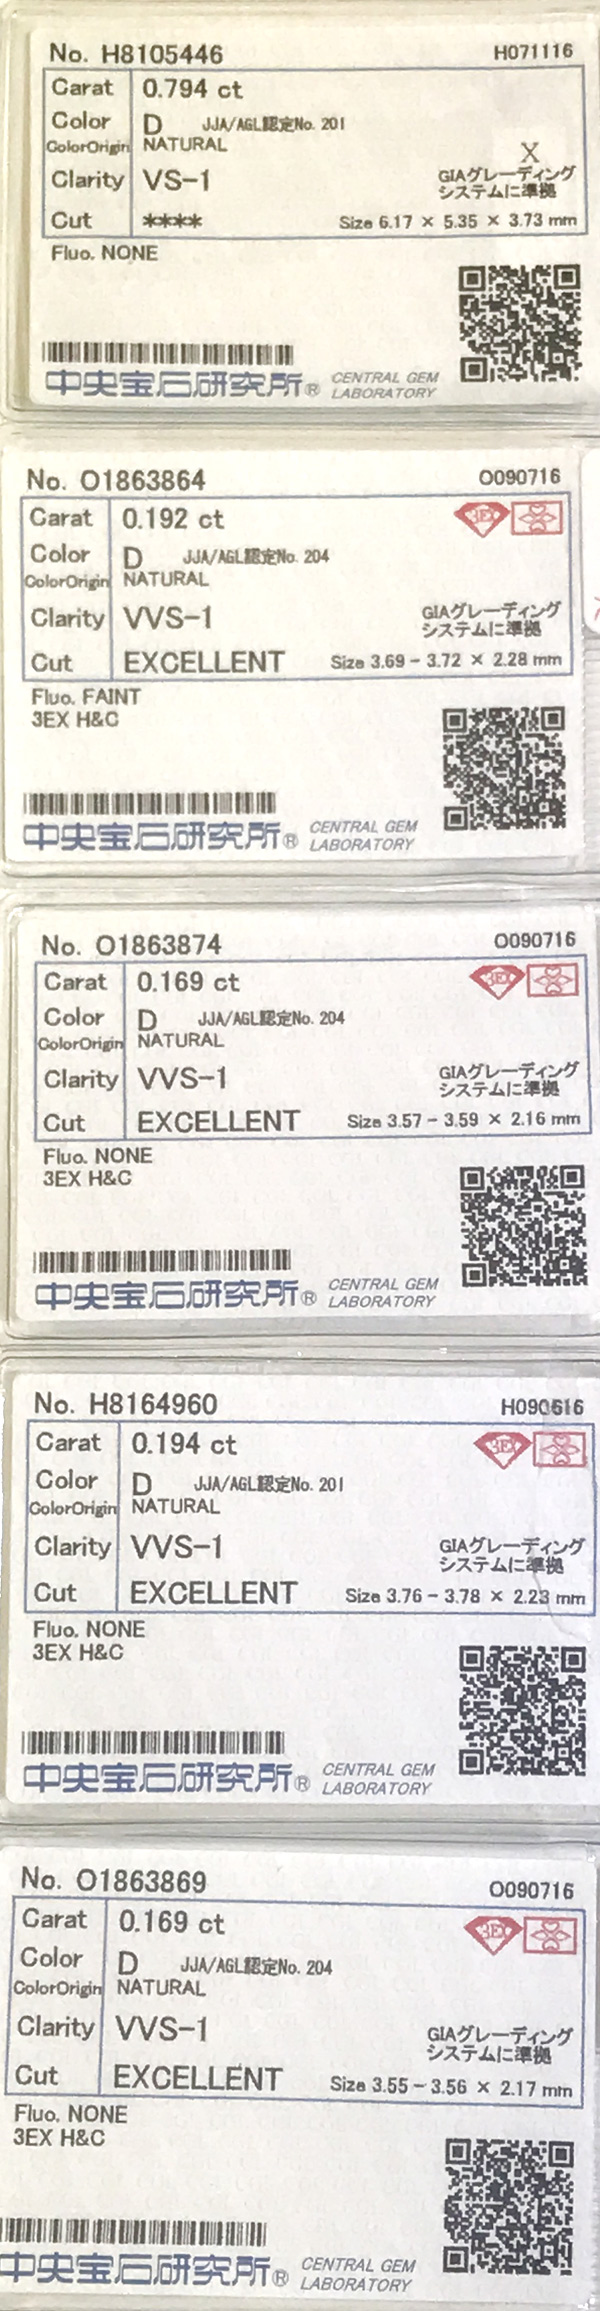 No. H8105446 H071116
Carat 0.794 ct
Color D JJA/AGL認定No. 201
ColorOrigin NATURAL
X
Clarity VS-1 GIAグレーディング
システムに準拠
Cut **** Size 6.17 × 5.35 × 3.73 mm
Fluo. NONE
中央宝石研究所® CENTRAL GEM
LABORATORY
No. O1863864 O090716
Carat 0.192 ct 3EX
Color D JJA/AGL認定No. 204
ColorOrigin NATURAL
Clarity VVS-1 GIAグレーディング
システムに準拠
Cut EXCELLENT Size 3.69 - 3.72 × 2.28 mm
Fluo. FAINT
3EX H&C
中央宝石研究所® CENTRAL GEM
LABORATORY
No. O1863874 O090716
Carat 0.169 ct 3EX
Color D JJA/AGL認定No. 204
ColorOrigin NATURAL
Clarity VVS-1 GIAグレーディング
システムに準拠
Cut EXCELLENT Size 3.57 - 3.59 × 2.16 mm
Fluo. NONE
3EX H&C
中央宝石研究所® CENTRAL GEM
LABORATORY
No. H8164960 H090616
Carat 0.194 ct 3EX
Color D JJA/AGL認定No. 201
ColorOrigin NATURAL
Clarity VVS-1 GIAグレーディング
システムに準拠
Cut EXCELLENT Size 3.76 - 3.78 × 2.23 mm
Fluo. NONE
3EX H&C
中央宝石研究所® CENTRAL GEM
LABORATORY
No. O1863869 O090716
Carat 0.169 ct 3EX
Color D JJA/AGL認定No. 204
ColorOrigin NATURAL
Clarity VVS-1 GIAグレーディング
システムに準拠
Cut EXCELLENT Size 3.55 - 3.56 × 2.17 mm
Fluo. NONE
3EX H&C
中央宝石研究所® CENTRAL GEM
LABORATORY